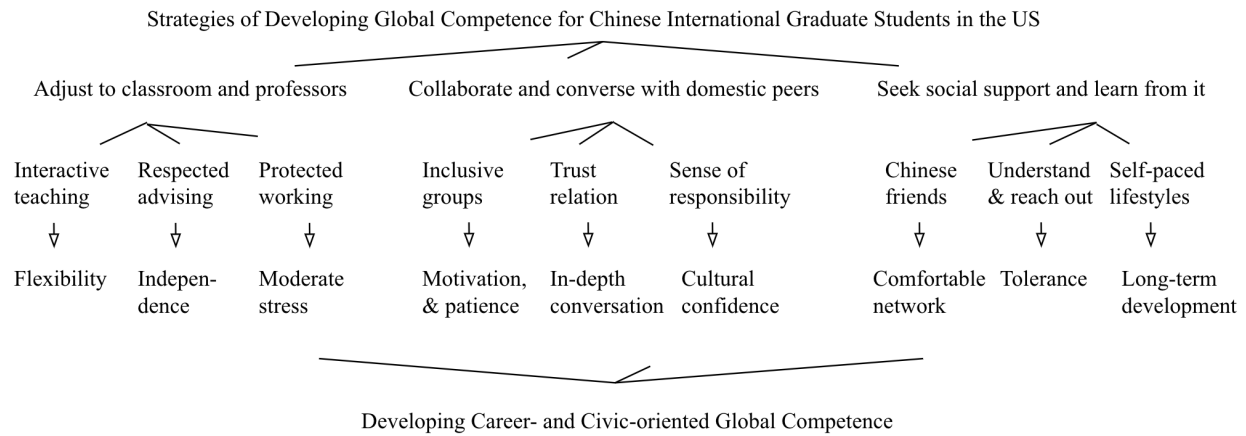 Strategies of Developing Global Competence for Chinese International Graduate Students in the US
Adjust to classroom and professors
Collaborate and converse with domestic peers
Seek social support and learn from it
Interactive
teaching
Respected
advising
Protected
working
Inclusive
groups
Trust
relation
Sense of
responsibility
Chinese
friends
Understand
& reach out
Self-paced
lifestyles
Flexibility
Indepen-
dence
Moderate
stress
Motivation,
& patience
In-depth
conversation
Cultural
confidence
Comfortable
network
Tolerance
Long-term
development
Developing Career- and Civic-oriented Global Competence